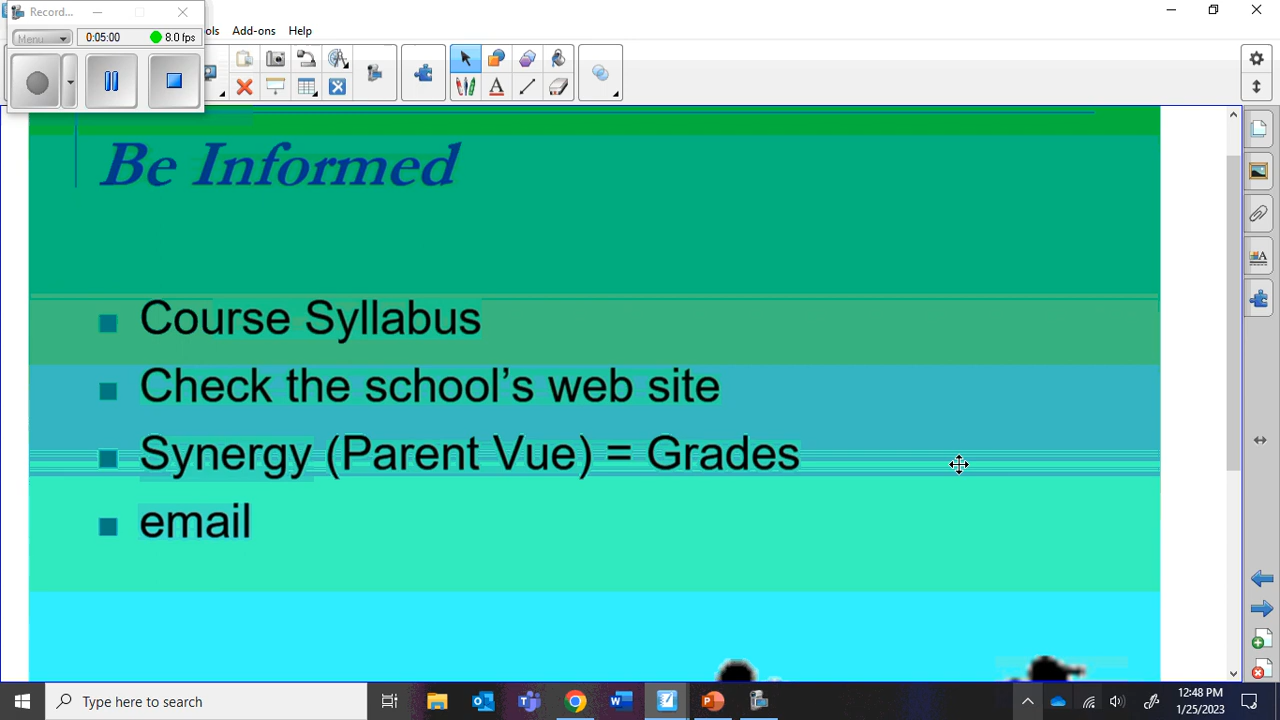 Record...
Menu
0:05:00
8.0 fps
ols
Add-ons
Help
Be Informed
Course Syllabus
Check the school's web site
Synergy (Parent Vue) = Grades
email
Type here to search
12:48 PM
1/25/2023